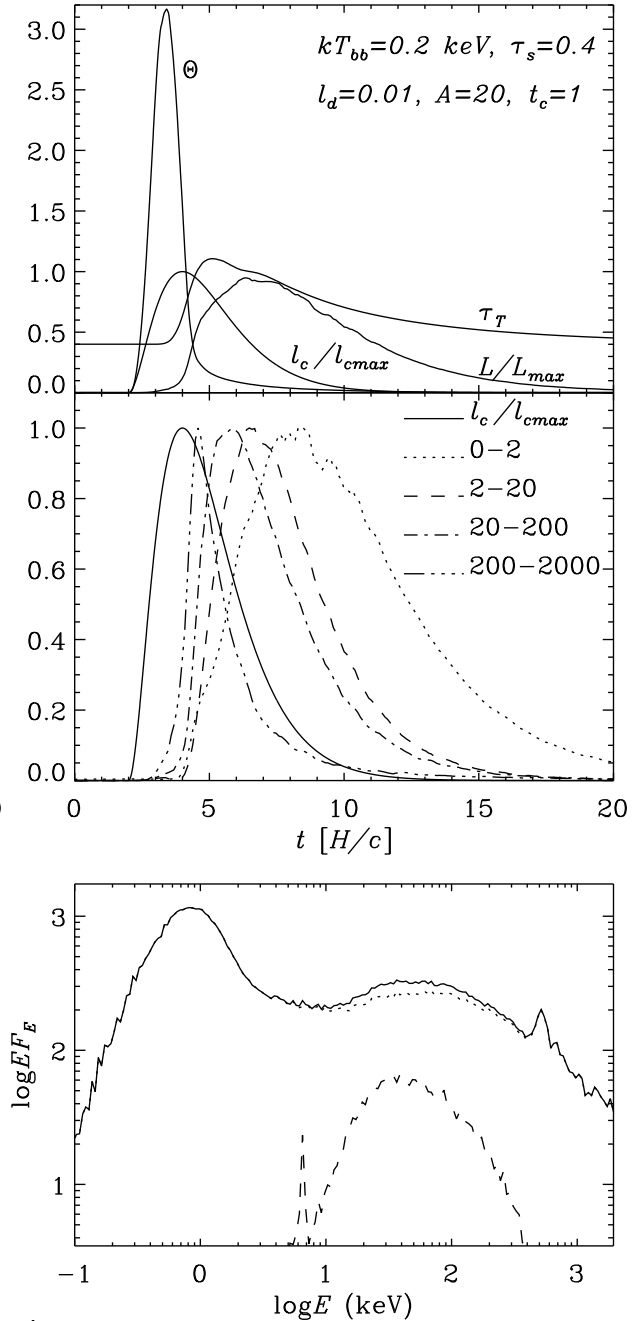 3.0
kT_bb=0.2 keV, τ_s=0.4
Θ
l_d=0.01, A=20, t_c=1
2.5
2.0
1.5
1.0
τ_T
0.5
l_c/l_cmax
L/L_max
0.0
l_c/l_cmax
1.0
0-2
0.8
2-20
20-200
0.6
200-2000
0.4
0.2
0.0
0 5 10 15 20
t [H/c]
3
2
1
logEF_E
-1 0 1 2 3
logE (keV)